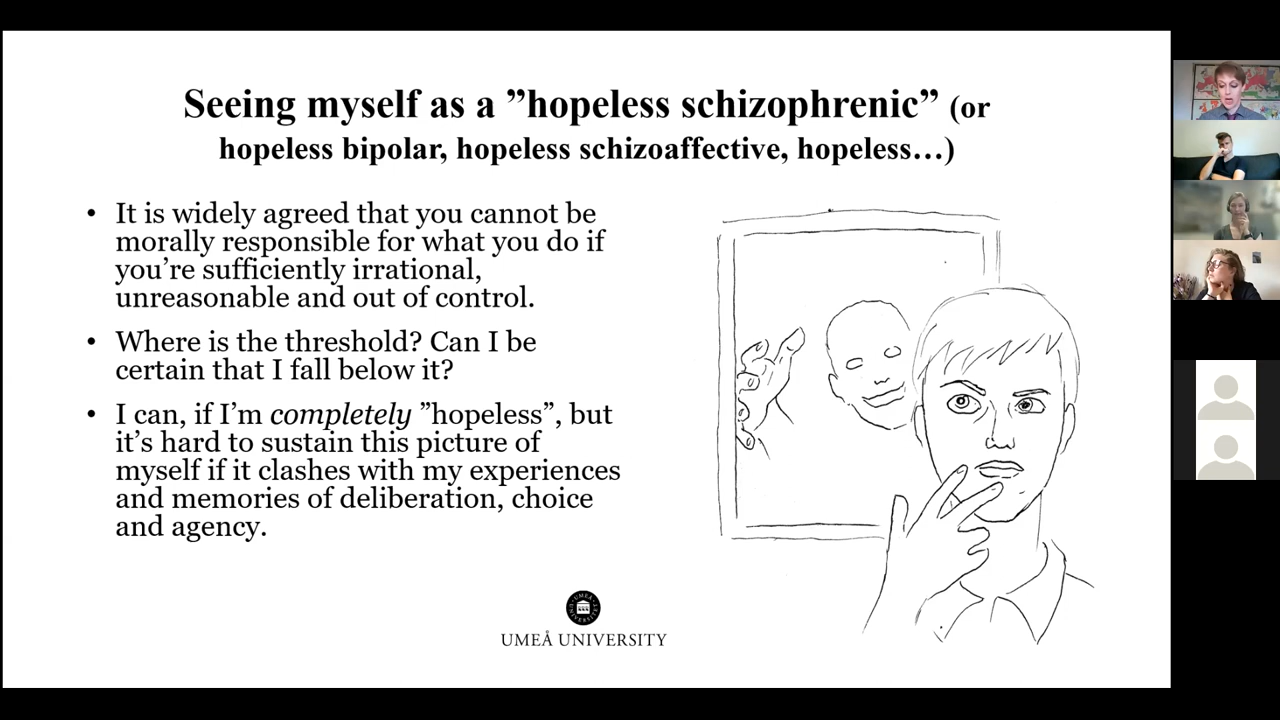 Seeing myself as a ”hopeless schizophrenic” (or
hopeless bipolar, hopeless schizoaffective, hopeless…)
• It is widely agreed that you cannot be
morally responsible for what you do if
you’re sufficiently irrational,
unreasonable and out of control.
• Where is the threshold? Can I be
certain that I fall below it?
• I can, if I’m completely ”hopeless”, but
it’s hard to sustain this picture of
myself if it clashes with my experiences
and memories of deliberation, choice
and agency.
UMEÅ UNIVERSITY